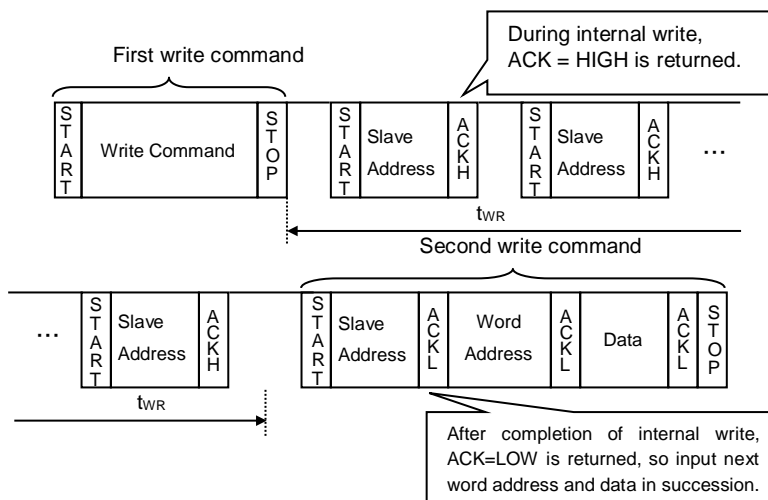 First write command
During internal write,
ACK = HIGH is returned.
START
Write Command
STOP
START
Slave
Address
ACKH
START
Slave
Address
ACKH
...
tWR
Second write command
...
START
Slave
Address
ACKH
START
Slave
Address
ACKL
Word
Address
ACKL
Data
ACKL
STOP
tWR
After completion of internal write,
ACK=LOW is returned, so input next
word address and data in succession.